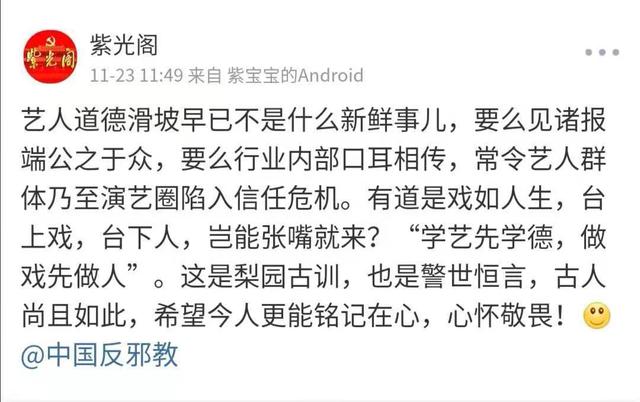 紫光阁
紫光阁
11-23 11:49 来自 紫宝宝的Android
艺人道德滑坡早已不是什么新鲜事儿，要么见诸报
端公之于众，要么行业内部口耳相传，常令艺人群
体乃至演艺圈陷入信任危机。有道是戏如人生，台
上戏，台下人，岂能张嘴就来？“学艺先学德，做
戏先做人”。这是梨园古训，也是警世恒言，古人
尚且如此，希望今人更能铭记在心，心怀敬畏！
@中国反邪教